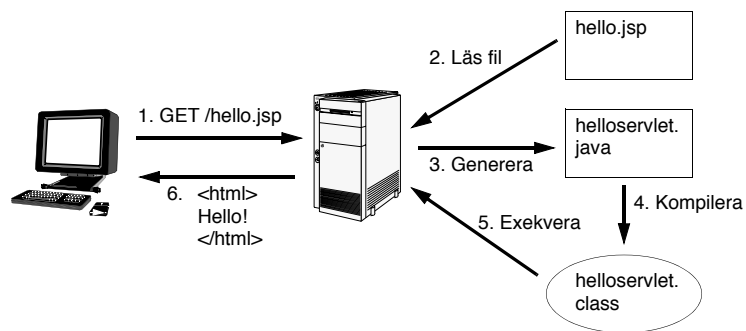 hello.jsp
2. Läs fil
1. GET /hello.jsp
helloservlet.
java
3. Generera
6. <html>
Hello!
</html>
4. Kompilera
5. Exekvera
helloservlet.
class